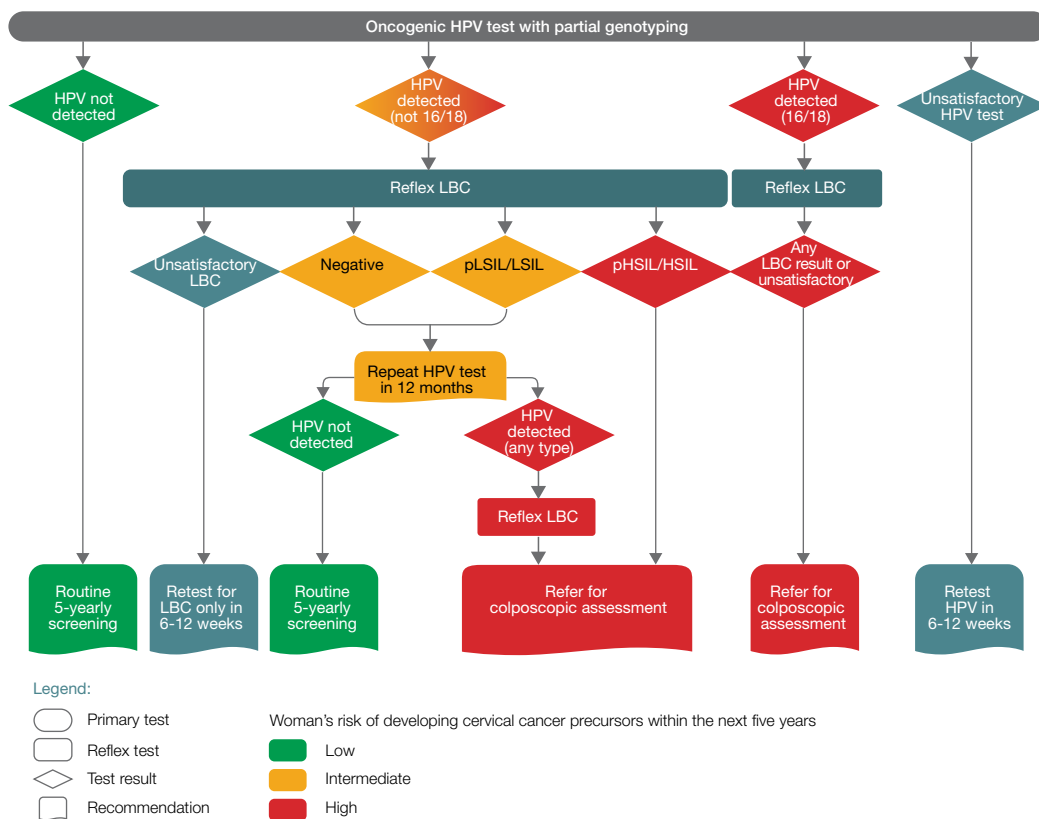 Oncogenic HPV test with partial genotyping
HPV not
detected
HPV
detected
(not 16/18)
HPV
detected
(16/18)
Unsatisfactory
HPV test
Reflex LBC
Reflex LBC
Unsatisfactory
LBC
Negative
pLSIL/LSIL
pHSIL/HSIL
Any
LBC result or
unsatisfactory
Repeat HPV test
in 12 months
HPV not
detected
HPV
detected
(any type)
Reflex LBC
Routine
5-yearly
screening
Retest for
LBC only in
6-12 weeks
Routine
5-yearly
screening
Refer for
colposcopic assessment
Refer for
colposcopic
assessment
Retest
HPV in
6-12 weeks
Legend:
Primary test
Reflex test
Test result
Recommendation
Woman's risk of developing cervical cancer precursors within the next five years
Low
Intermediate
High